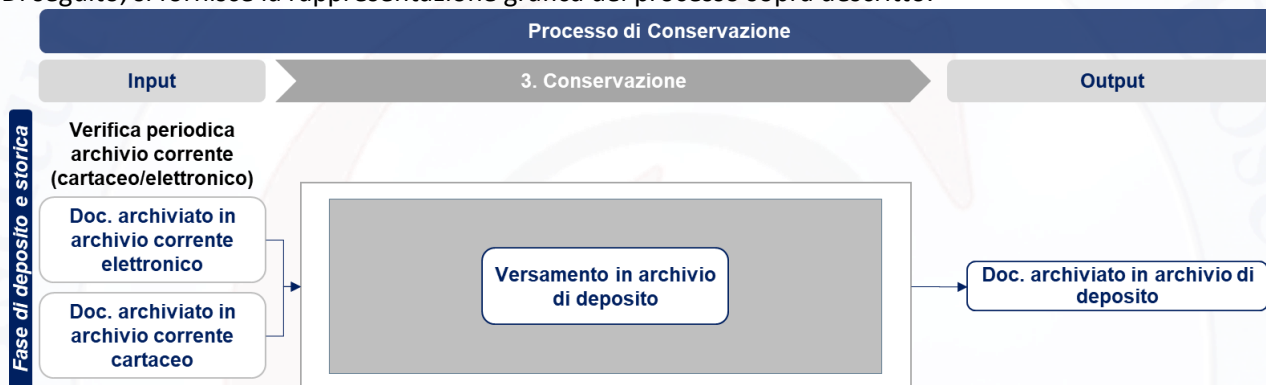 Di seguito, si fornisce la rappresentazione grafica del processo sopra descritto:
Processo di Conservazione
Input
3. Conservazione
Output
Fase di deposito e storica
Verifica periodica
archivio corrente
(cartaceo/elettronico)
Doc. archiviato in
archivio corrente
elettronico
Doc. archiviato in
archivio corrente
cartaceo
Versamento in archivio
di deposito
Doc. archiviato in archivio di
deposito